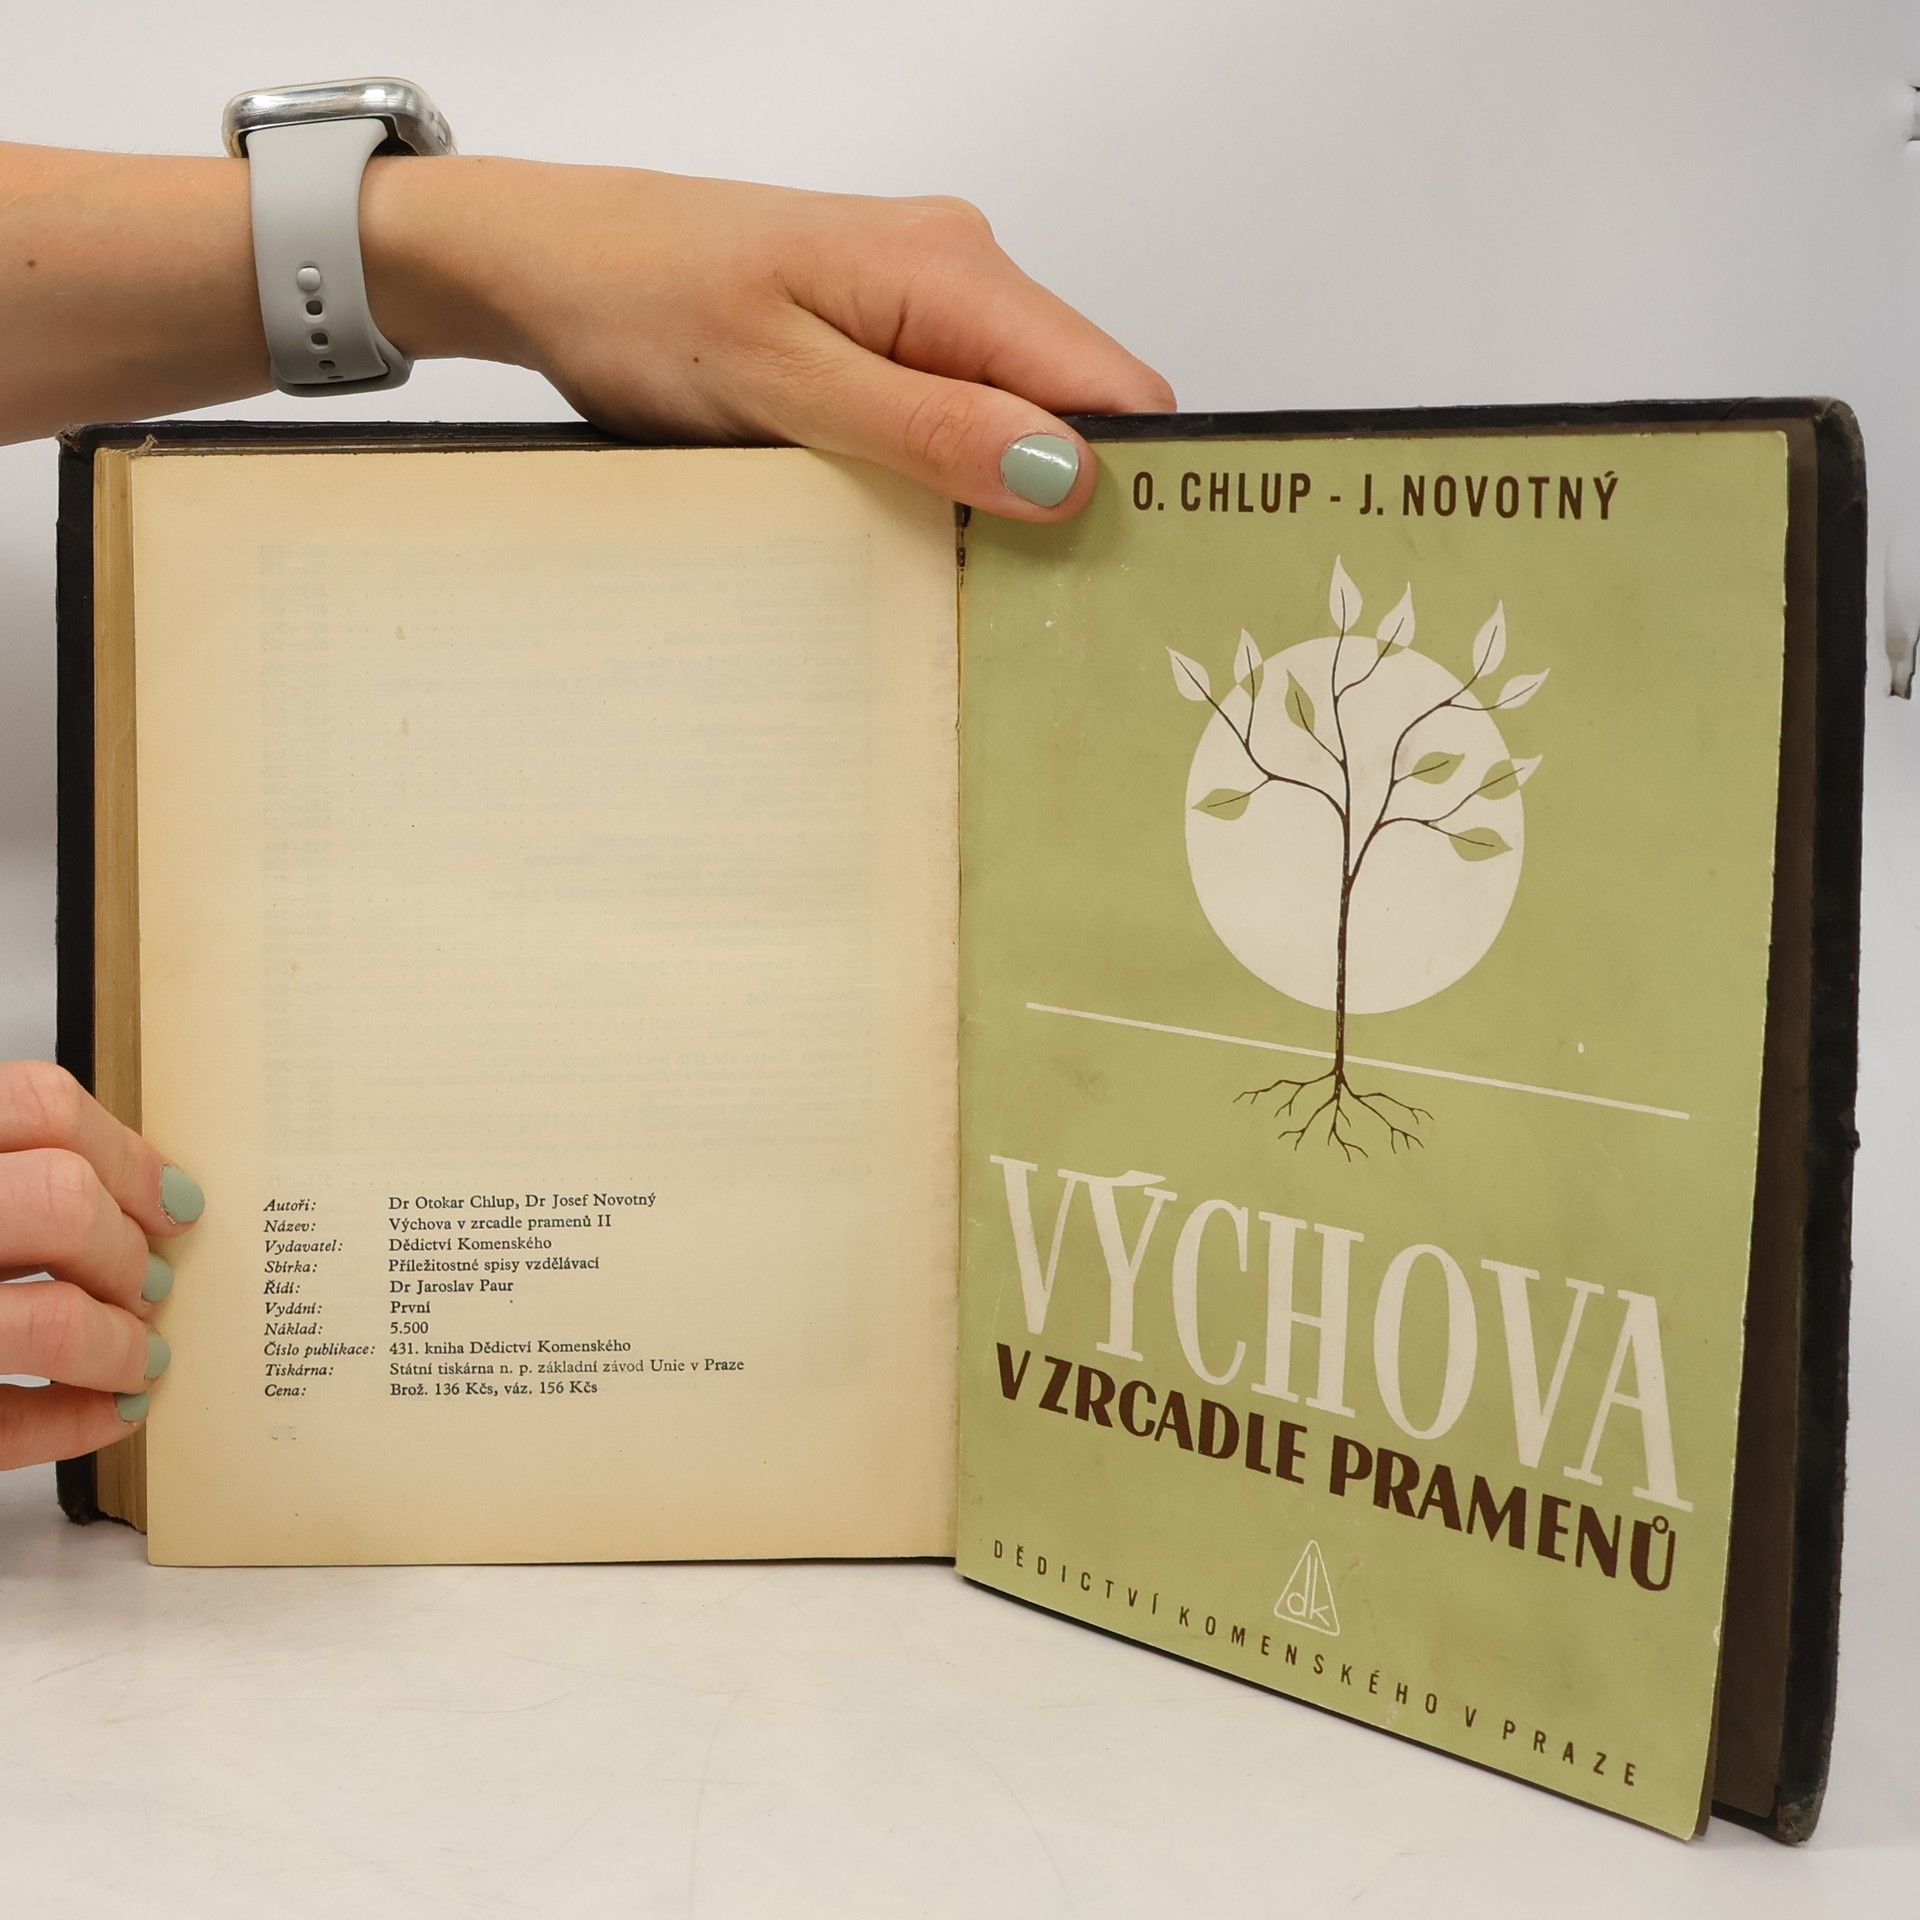 Autoři: Dr Otokar Chlup, Dr Josef Novotný
Název: Výchova v zrcadle pramenů II
Vydavatel: Dědictví Komenského
Sbírka: Příležitostné spisy vzdělávací
Řídí: Dr Jaroslav Paur
Vydání: První
Náklad: 5.500
Číslo publikace: 431. kniha Dědictví Komenského
Tiskárna: Státní tiskárna n. p. základní závod Unie v Praze
Cena: Brož. 136 Kčs, váz. 156 Kčs
O. CHLUP - J. NOVOTNÝ
VÝCHOVA
V ZRCADLE PRAMENŮ
dk
DĚDICTVÍ KOMENSKÉHO V PRAZE